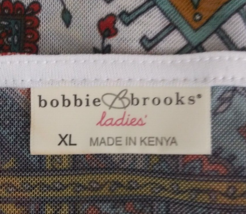 bobbie B brooks®
ladies'
XL MADE IN KENYA